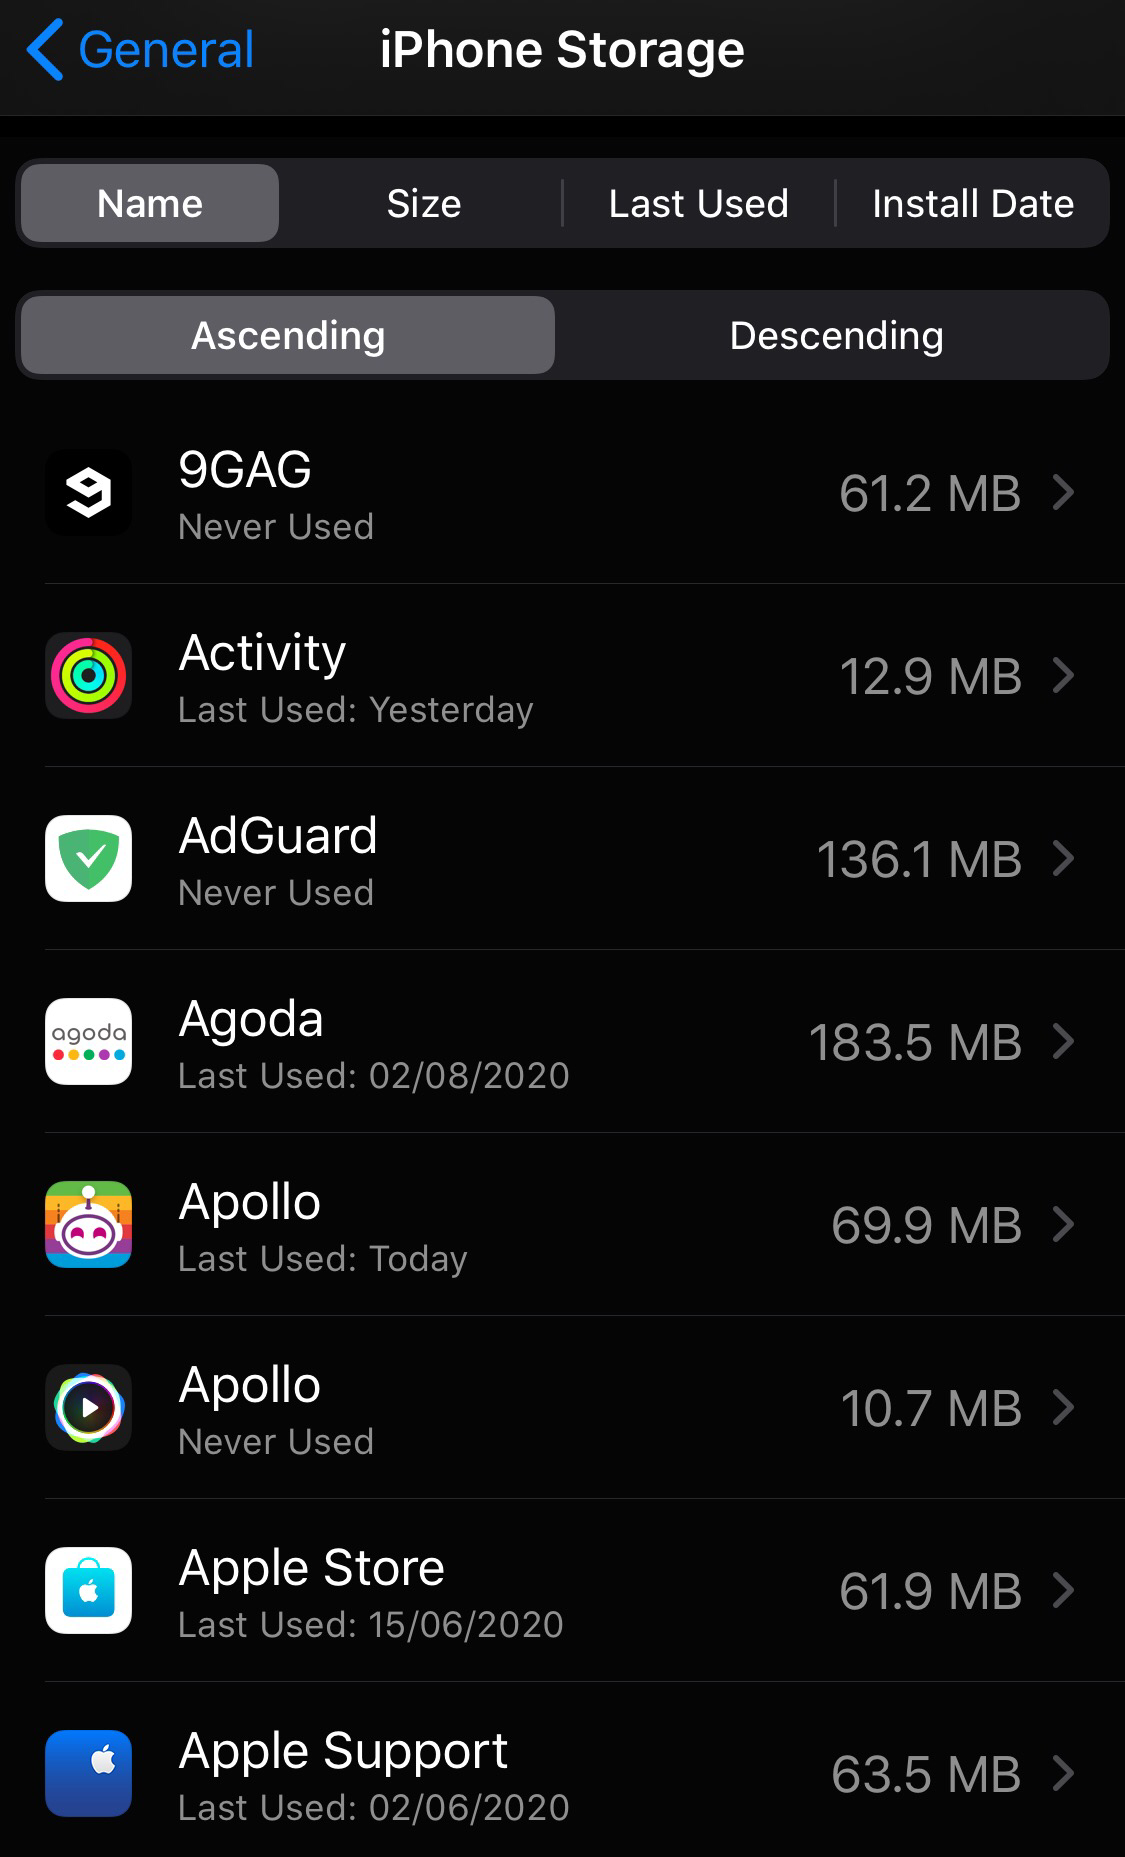 General
iPhone Storage
Name Size Last Used Install Date
Ascending Descending
9GAG
Never Used
61.2 MB
Activity
Last Used: Yesterday
12.9 MB
AdGuard
Never Used
136.1 MB
agoda
Agoda
Last Used: 02/08/2020
183.5 MB
Apollo
Last Used: Today
69.9 MB
Apollo
Never Used
10.7 MB
Apple Store
Last Used: 15/06/2020
61.9 MB
Apple Support
Last Used: 02/06/2020
63.5 MB